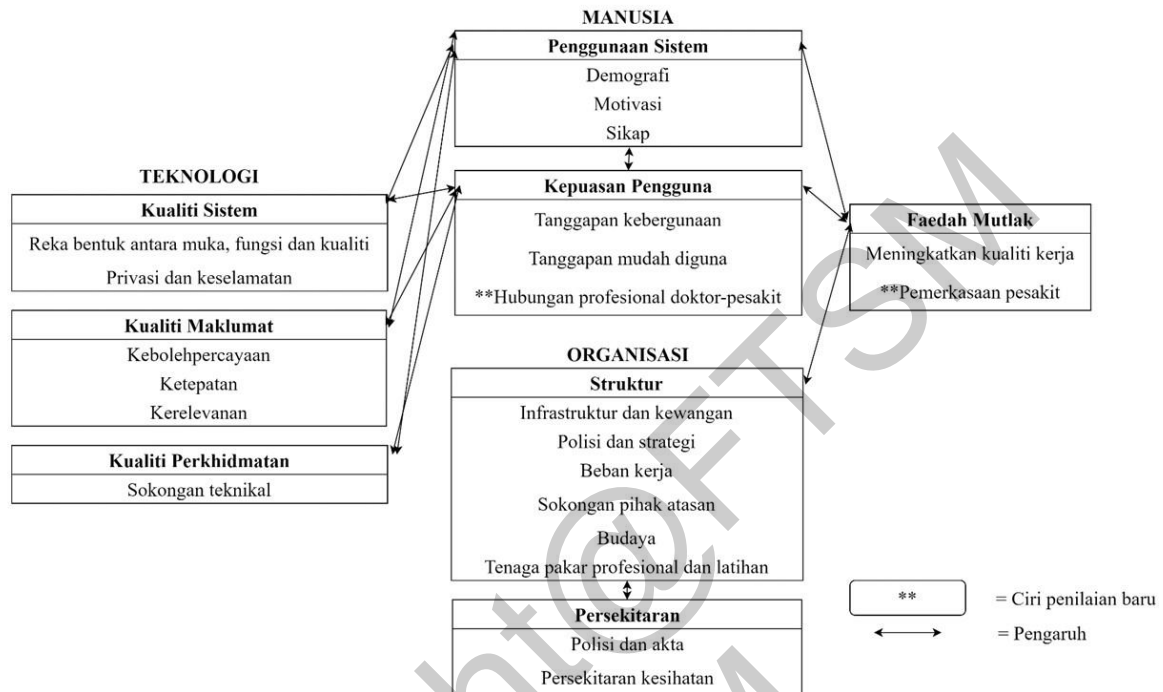 MANUSIA
Penggunaan Sistem
Demografi
Motivasi
Sikap
Kepuasan Pengguna
Tanggapan kebergunaan
Tanggapan mudah diguna
**Hubungan profesional doktor-pesakit
TEKNOLOGI
Kualiti Sistem
Reka bentuk antara muka, fungsi dan kualiti
Privasi dan keselamatan
Kualiti Maklumat
Kebolehpercayaan
Ketepatan
Kerelevanan
Kualiti Perkhidmatan
Sokongan teknikal
Faedah Mutlak
Meningkatkan kualiti kerja
**Pemerkasaan pesakit
ORGANISASI
Struktur
Infrastruktur dan kewangan
Polisi dan strategi
Beban kerja
Sokongan pihak atasan
Budaya
Tenaga pakar profesional dan latihan
Persekitaran
Polisi dan akta
Persekitaran kesihatan
** = Ciri penilaian baru
= Pengaruh
ht@FTSM